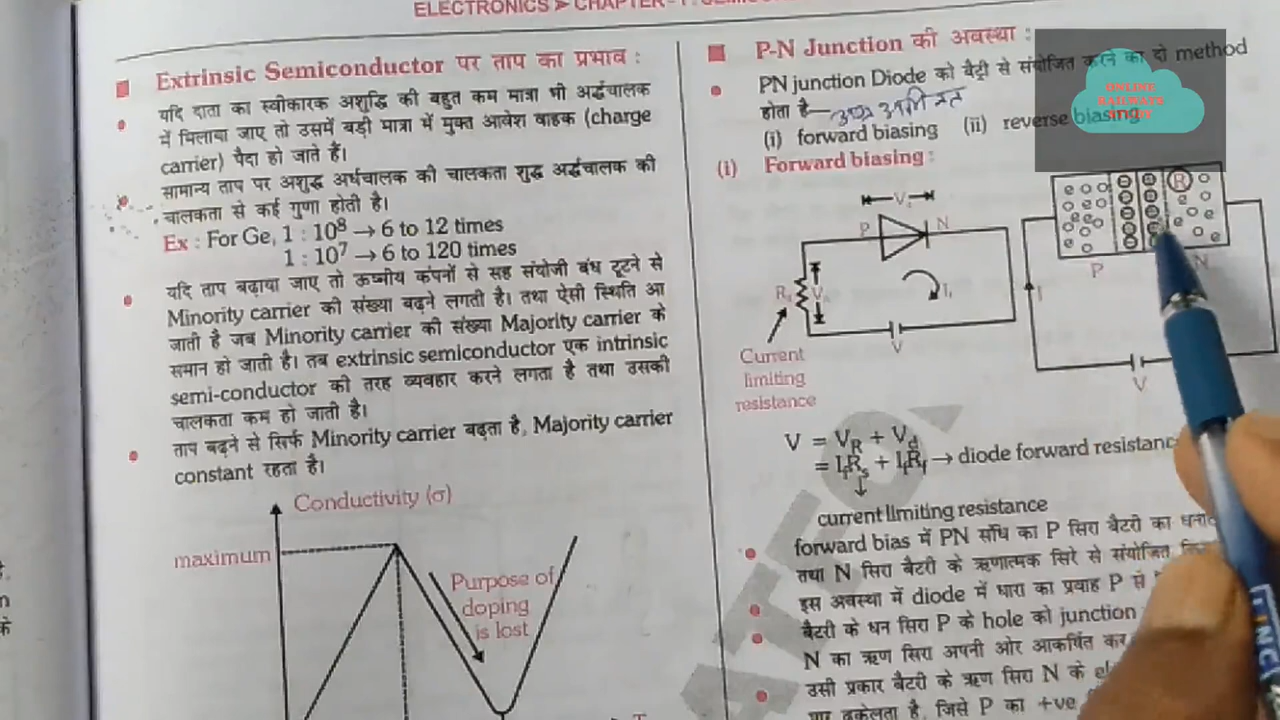 ELECTRONICS ➤ CHAPTER
■ Extrinsic Semiconductor पर ताप का प्रभाव :
• यदि दाता का स्वीकारक अशुद्धि की बहुत कम मात्रा भी अर्द्धचालक
में मिलाया जाए तो उसमें बड़ी मात्रा में मुक्त आवेश वाहक (charge
carrier) पैदा हो जाते हैं।
• सामान्य ताप पर अशुद्ध अर्धचालक की चालकता शुद्ध अर्द्धचालक की
चालकता से कई गुणा होती है।
Ex : For Ge, 1 : 10⁸ → 6 to 12 times
1 : 10⁷ → 6 to 120 times
• यदि ताप बढ़ाया जाए तो ऊष्मीय कंपनों से सह संयोजी बंध टूटने से
Minority carrier की संख्या बढ़ने लगती है। तथा ऐसी स्थिति आ
जाती है जब Minority carrier की संख्या Majority carrier के
समान हो जाती है। तब extrinsic semiconductor एक intrinsic
semi-conductor की तरह व्यवहार करने लगता है तथा उसकी
चालकता कम हो जाती है।
• ताप बढ़ने से सिर्फ Minority carrier बढ़ता है, Majority carrier
constant रहता है।
Conductivity (σ)
maximum
Purpose of
doping
is lost
■ P-N Junction की अवस्था :
• PN junction Diode को बैट्री से संयोजित करने का दो method
होता है—
(i) forward biasing (ii) reverse biasing
ONLINE
RAILWAYS
STUDY
(i) Forward biasing :
P N
V
Current
limiting
resistance
R
P N
I
V
V = V_R + V_d
= I_fR_s + I_fR_f → diode forward resistanc
current limiting resistance
• forward bias में PN संधि का P सिरा बैटरी का
तथा N सिरा बैटरी के ऋणात्मक सिरे से संयोजित
• इस अवस्था में diode में धारा का प्रवाह P से
• बैटरी के धन सिरा P के hole को junction
N का ऋण सिरा अपनी ओर आकर्षित कर
• उसी प्रकार बैटरी के ऋण सिरा N के
पार ढकेलता है, जिसे P का +ve